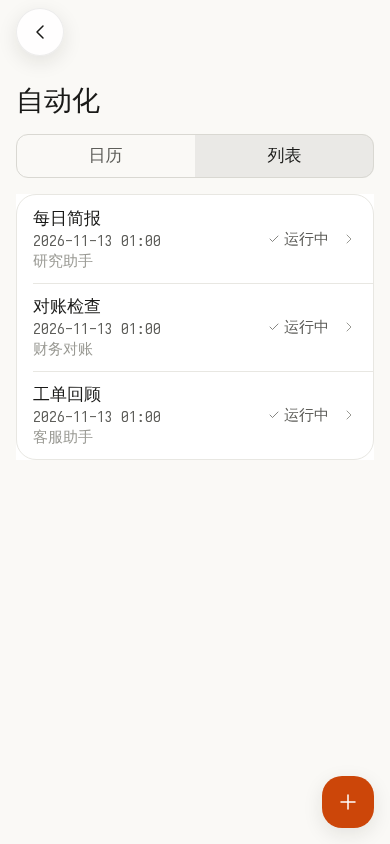 自动化
日历
列表
每日简报
2026-11-13 01:00
研究助手
运行中
对账检查
2026-11-13 01:00
财务对账
运行中
工单回顾
2026-11-13 01:00
客服助手
运行中